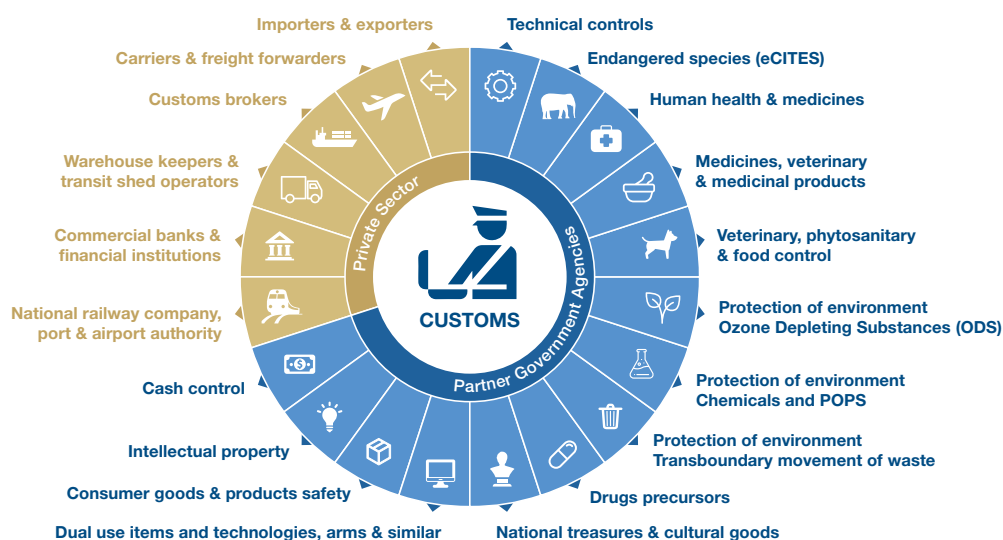 Importers & exporters
Technical controls
Carriers & freight forwarders
Endangered species (eCITES)
Customs brokers
Human health & medicines
Warehouse keepers &
transit shed operators
Medicines, veterinary
& medicinal products
Commercial banks &
financial institutions
Veterinary, phytosanitary
& food control
National railway company,
port & airport authority
Protection of environment
Ozone Depleting Substances (ODS)
Cash control
Protection of environment
Chemicals and POPS
Intellectual property
Protection of environment
Transboundary movement of waste
Consumer goods & products safety
Drugs precursors
Dual use items and technologies, arms & similar
National treasures & cultural goods
Private Sector
Partner Government Agencies
CUSTOMS
$